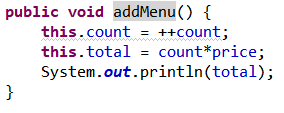 public void addMenu() {
    this.count = ++count;
    this.total = count*price;
    System.out.println(total);
}